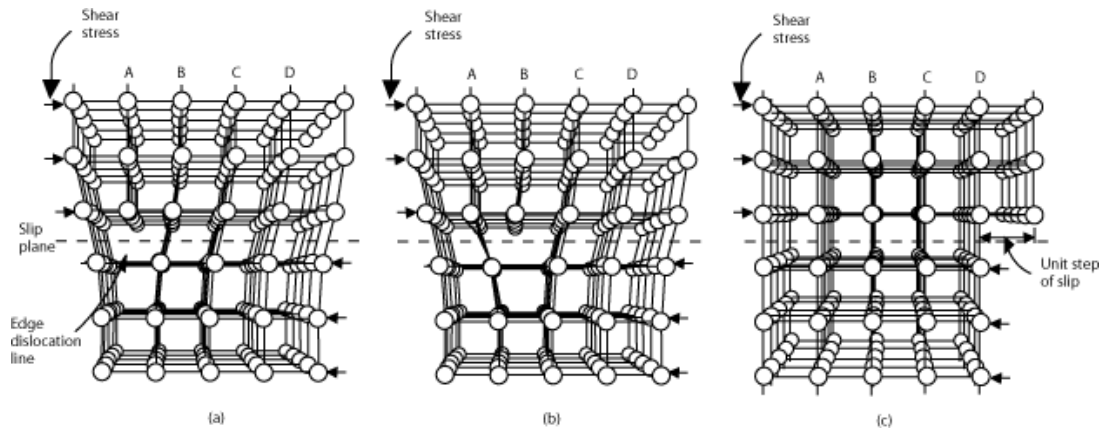 Shear
stress
A B C D
Slip
plane
Edge
dislocation
line
(a)
Shear
stress
A B C D
(b)
Shear
stress
A B C D
Unit step
of slip
(c)